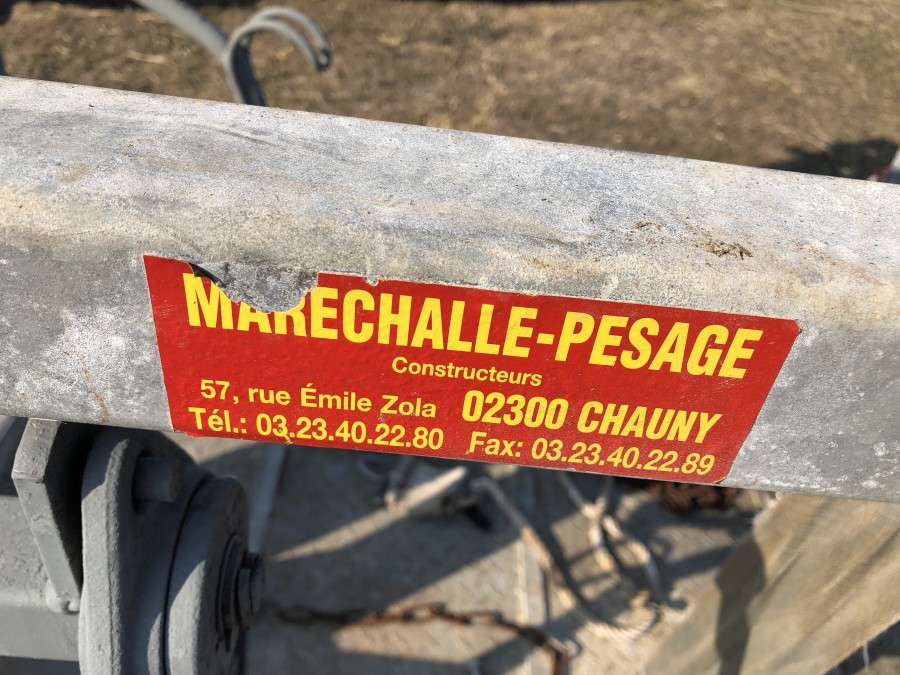 MARECHALLE-PESAGE
Constructeurs
57, rue Émile Zola 02300 CHAUNY
Tél.: 03.23.40.22.80 Fax: 03.23.40.22.89